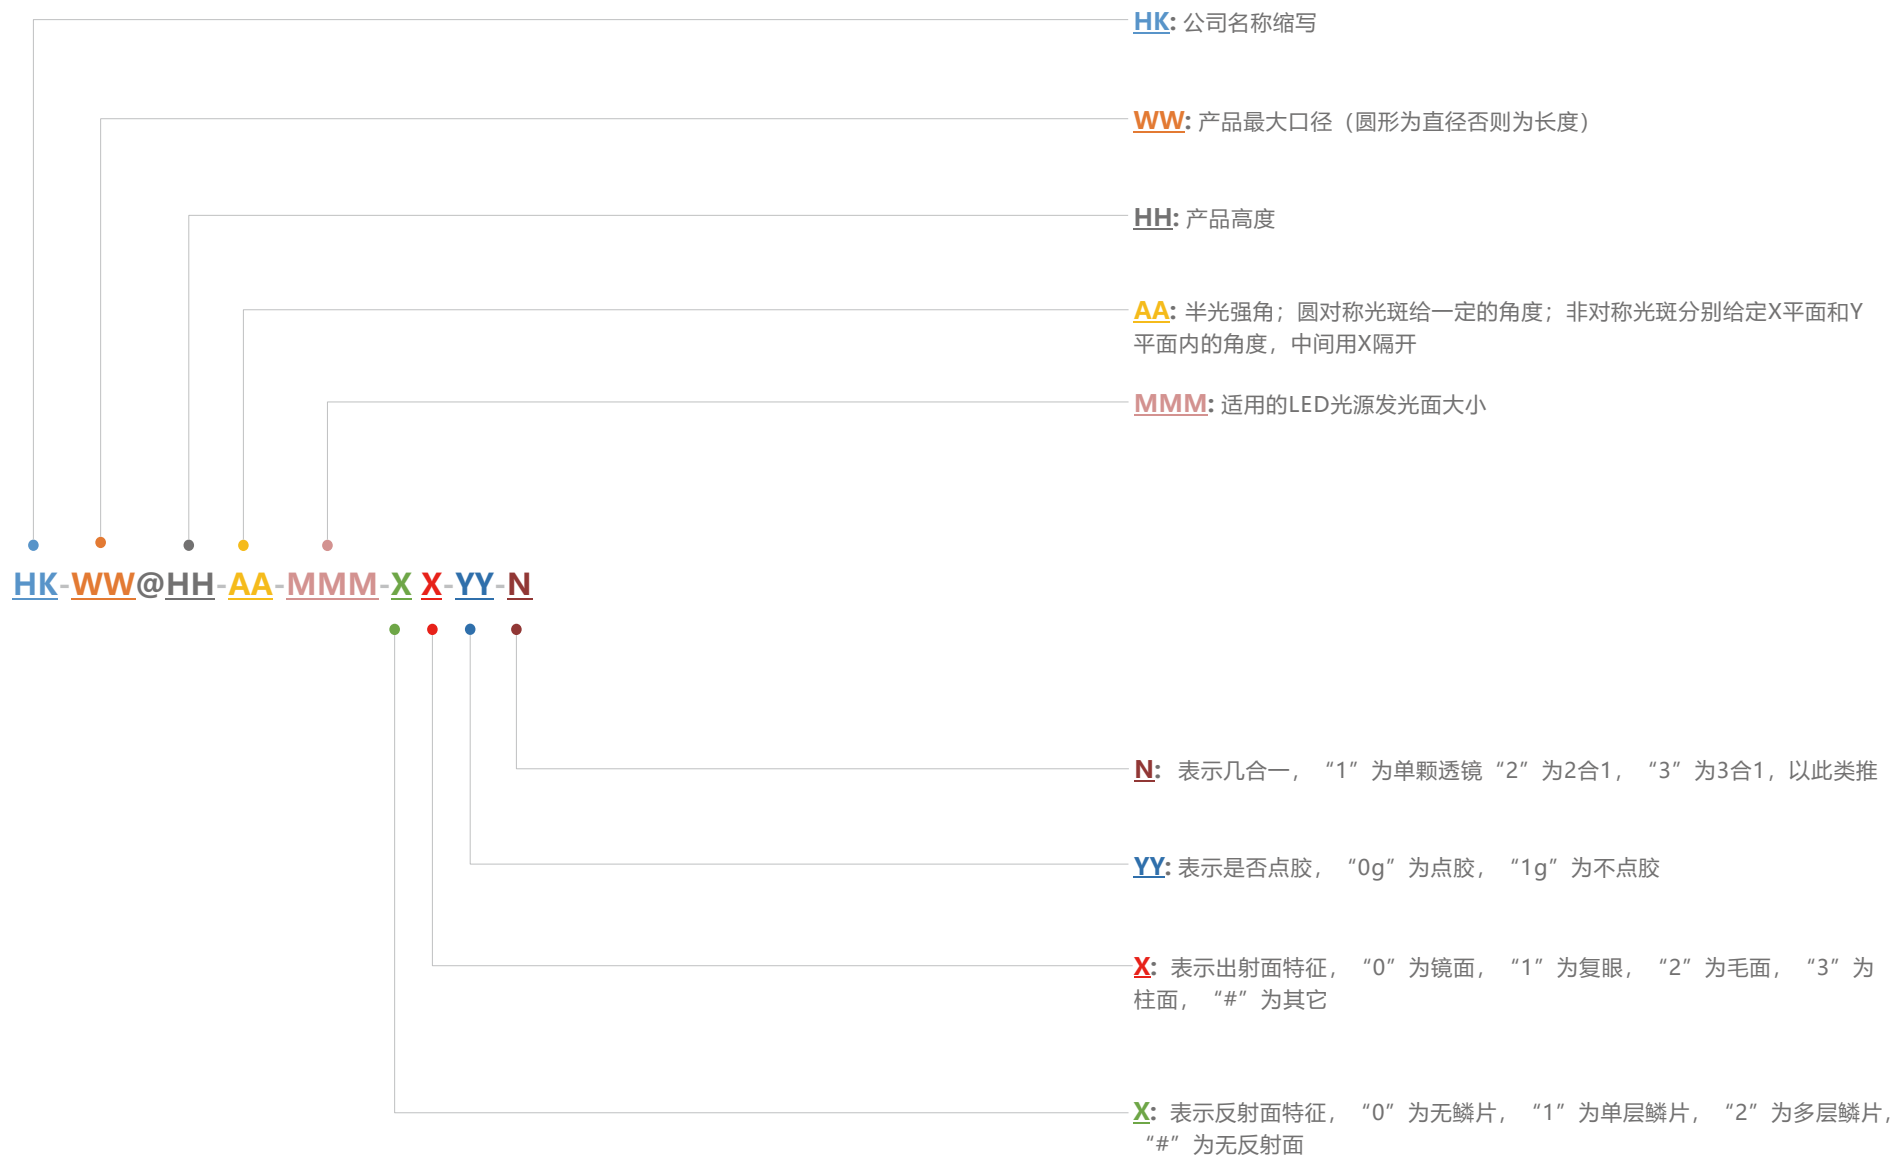 HK: 公司名称缩写
WW: 产品最大口径（圆形为直径否则为长度）
HH: 产品高度
AA: 半光强角；圆对称光斑给一定的角度；非对称光斑分别给定X平面和Y
平面内的角度，中间用X隔开
MMM: 适用的LED光源发光面大小
HK-WW@HH-AA-MMM-X X-YY-N
N: 表示几合一，“1”为单颗透镜“2”为2合1，“3”为3合1，以此类推
YY: 表示是否点胶，“0g”为点胶，“1g”为不点胶
X: 表示出射面特征，“0”为镜面，“1”为复眼，“2”为毛面，“3”为
柱面，“#”为其它
X: 表示反射面特征，“0”为无鳞片，“1”为单层鳞片，“2”为多层鳞片，
“#”为无反射面